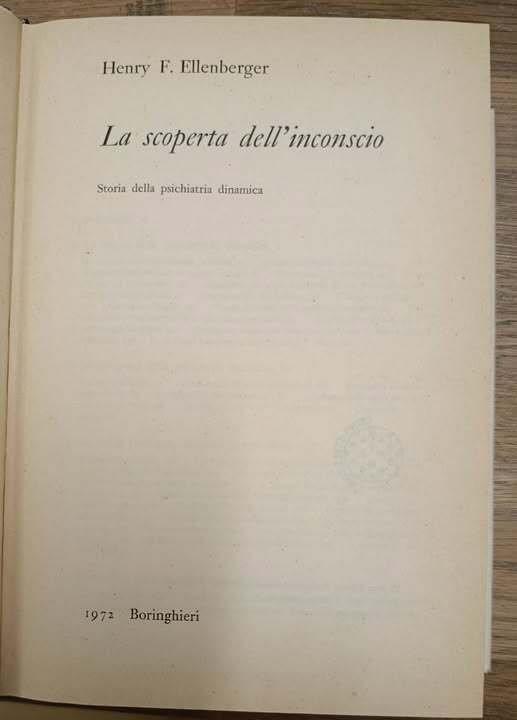 Henry F. Ellenberger
La scoperta dell'inconscio
Storia della psichiatria dinamica
1972 Boringhieri